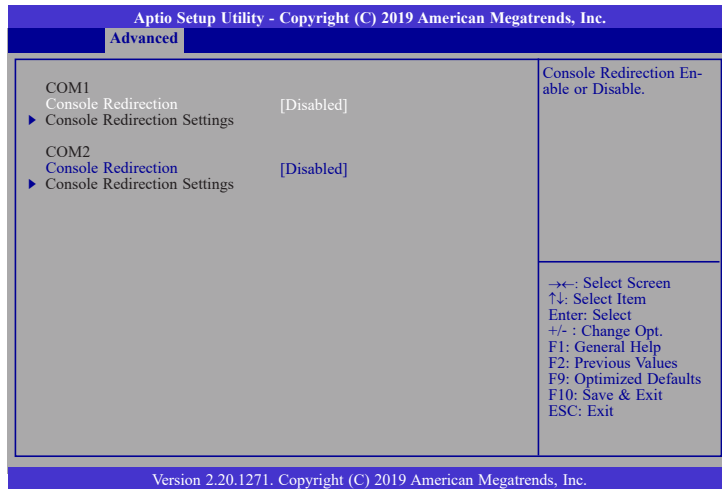 Aptio Setup Utility - Copyright (C) 2019 American Megatrends, Inc.
Advanced
COM1
Console Redirection [Disabled]
Console Redirection Settings
COM2
Console Redirection [Disabled]
Console Redirection Settings
Console Redirection En-
able or Disable.
→←: Select Screen
↑↓: Select Item
Enter: Select
+/- : Change Opt.
F1: General Help
F2: Previous Values
F9: Optimized Defaults
F10: Save & Exit
ESC: Exit
Version 2.20.1271. Copyright (C) 2019 American Megatrends, Inc.